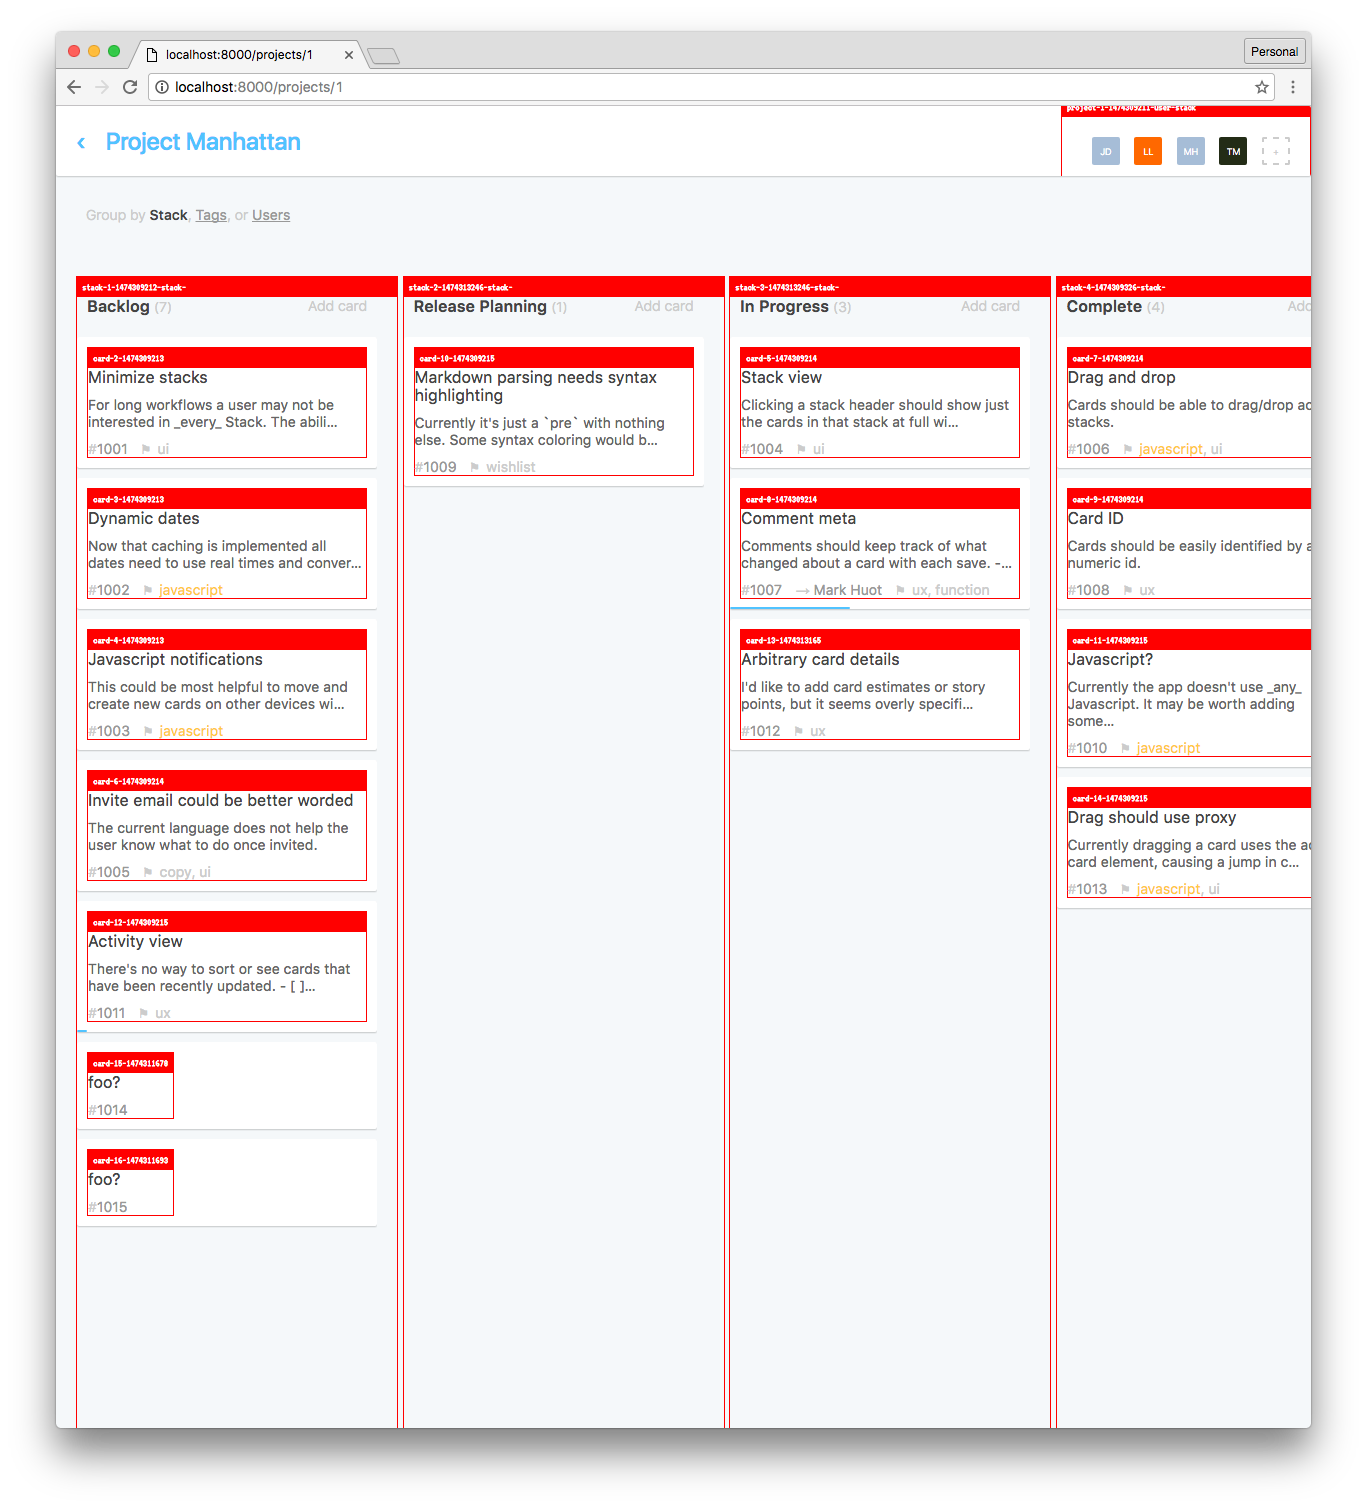 localhost:8000/projects/1
Personal
localhost:8000/projects/1
project-1-1474309211-user-stack
‹ Project Manhattan
JD LL MH TM +
Group by Stack, Tags, or Users
stack-1-1474309212-stack-
Backlog (7) Add card
card-2-1474309213
Minimize stacks
For long workflows a user may not be
interested in _every_ Stack. The abili...
#1001 ui
card-3-1474309213
Dynamic dates
Now that caching is implemented all
dates need to use real times and conver...
#1002 javascript
card-4-1474309213
Javascript notifications
This could be most helpful to move and
create new cards on other devices wi...
#1003 javascript
card-6-1474309214
Invite email could be better worded
The current language does not help the
user know what to do once invited.
#1005 copy, ui
card-12-1474309215
Activity view
There's no way to sort or see cards that
have been recently updated. - [ ]...
#1011 ux
card-15-1474311670
foo?
#1014
card-16-1474311693
foo?
#1015
stack-2-1474313246-stack-
Release Planning (1) Add card
card-10-1474309215
Markdown parsing needs syntax
highlighting
Currently it's just a `pre` with nothing
else. Some syntax coloring would b...
#1009 wishlist
stack-3-1474313246-stack-
In Progress (3) Add card
card-5-1474309214
Stack view
Clicking a stack header should show just
the cards in that stack at full wi...
#1004 ui
card-8-1474309214
Comment meta
Comments should keep track of what
changed about a card with each save. -...
#1007 → Mark Huot ux, function
card-13-1474313165
Arbitrary card details
I'd like to add card estimates or story
points, but it seems overly specifi...
#1012 ux
stack-4-1474309326-stack-
Complete (4) Add
card-7-1474309214
Drag and drop
Cards should be able to drag/drop ac
stacks.
#1006 javascript, ui
card-9-1474309214
Card ID
Cards should be easily identified by a
numeric id.
#1008 ux
card-11-1474309215
Javascript?
Currently the app doesn't use _any_
Javascript. It may be worth adding
some...
#1010 javascript
card-14-1474309215
Drag should use proxy
Currently dragging a card uses the ac
card element, causing a jump in c...
#1013 javascript, ui